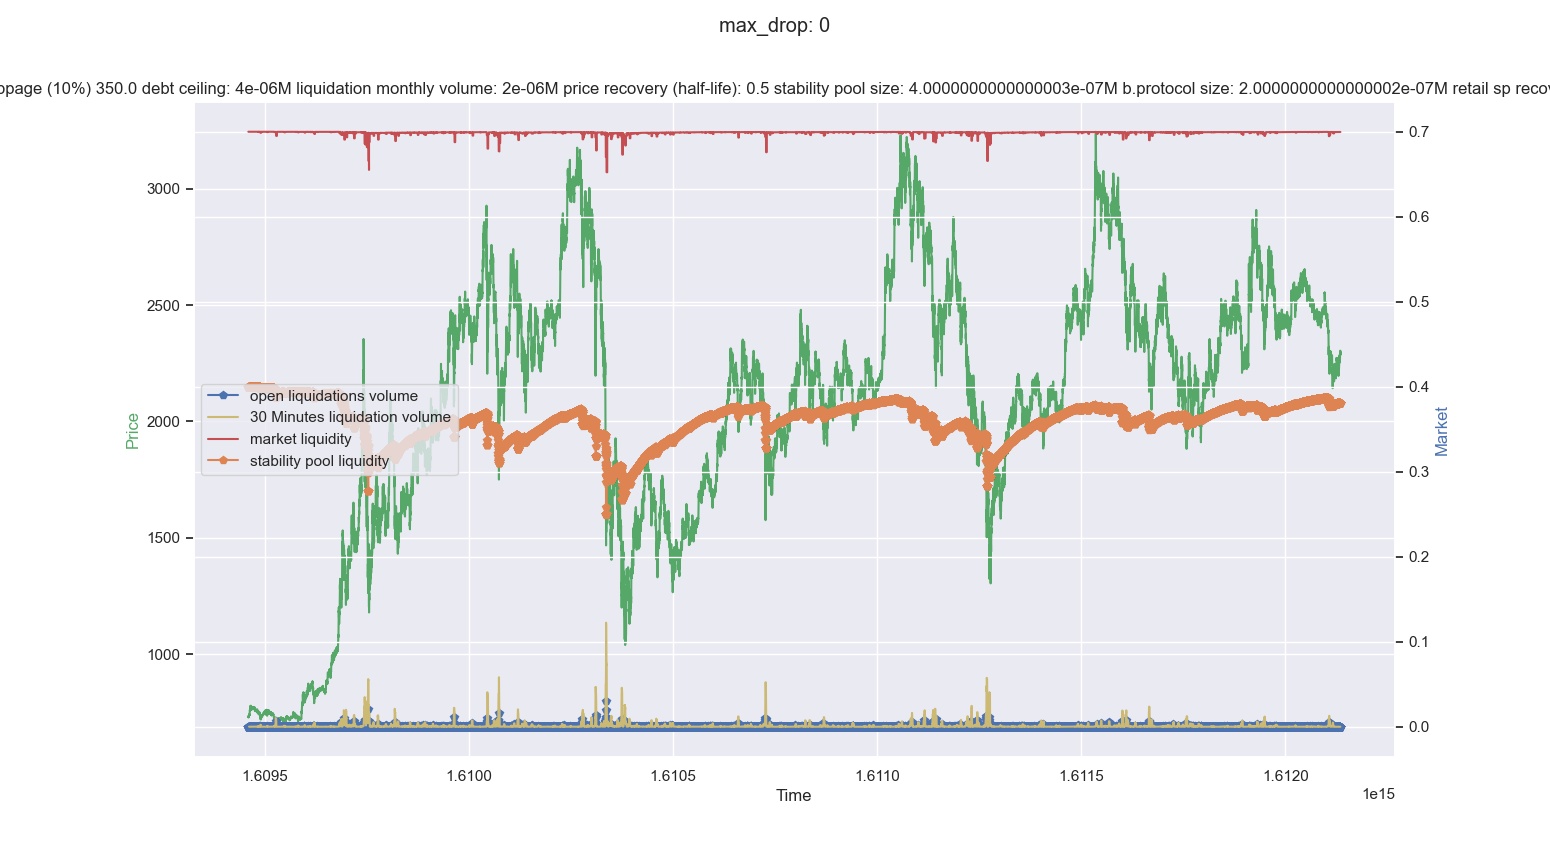 max_drop: 0
(10%) 350.0 debt ceiling: 4e-06M liquidation monthly volume: 2e-06M price recovery (half-life): 0.5 stability pool size: 4.0000000000000003e-07M b.protocol size: 2.0000000000000002e-07M retail sp
0.7
3000
0.6
2500
0.5
0.4
open liquidations volume
30 Minutes liquidation volume
market liquidity
stability pool liquidity
2000
Price
Market
0.3
1500
0.2
1000
0.1
0.0
1.6095 1.6100 1.6105 1.6110 1.6115 1.6120
Time
1e15